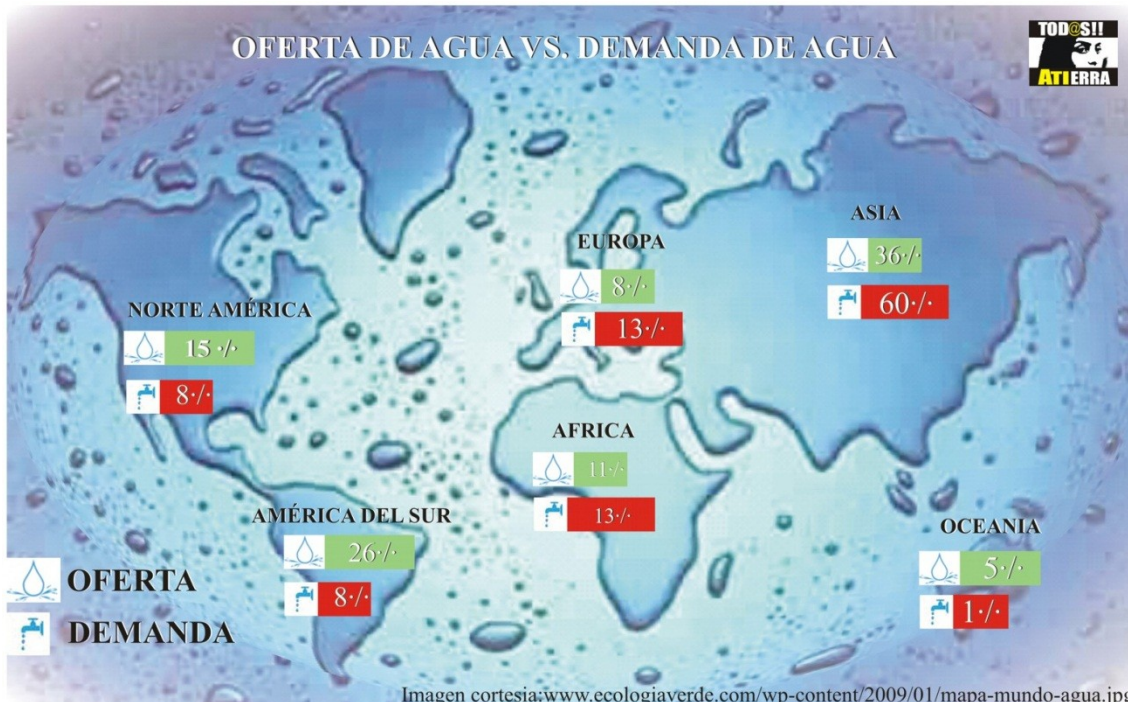 OFERTA DE AGUA VS. DEMANDA DE AGUA
TOD@S!!
ATIERRA
ASIA
36·/·
60·/·
EUROPA
8·/·
13·/·
NORTE AMÉRICA
15 ·/·
8·/·
AFRICA
11·/·
13·/·
AMÉRICA DEL SUR
26·/·
8·/·
OCEANIA
5·/·
1·/·
OFERTA
DEMANDA
Imagen cortesia:www.ecologiaverde.com/wp-content/2009/01/mapa-mundo-agua.jpg